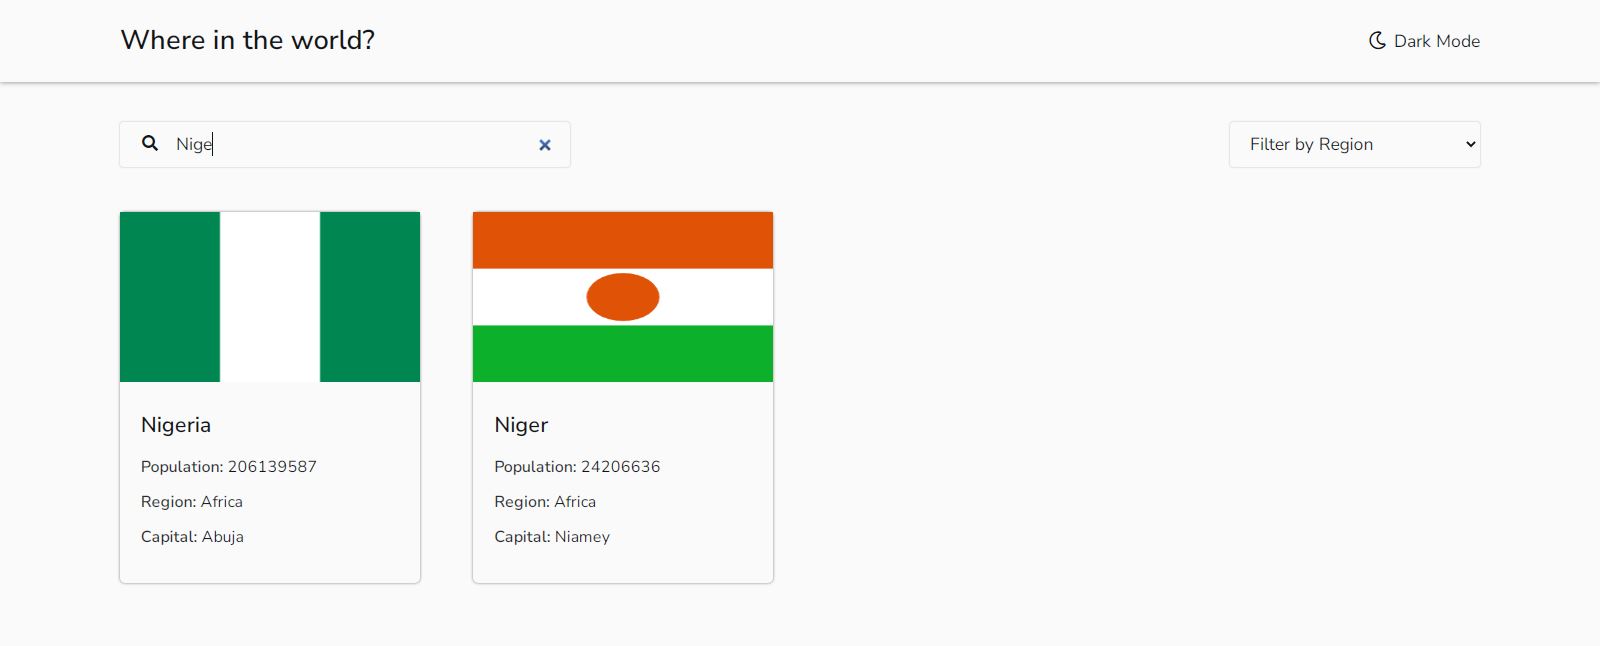 Where in the world?
Dark Mode
Nige
Filter by Region
Nigeria
Population: 206139587
Region: Africa
Capital: Abuja
Niger
Population: 24206636
Region: Africa
Capital: Niamey